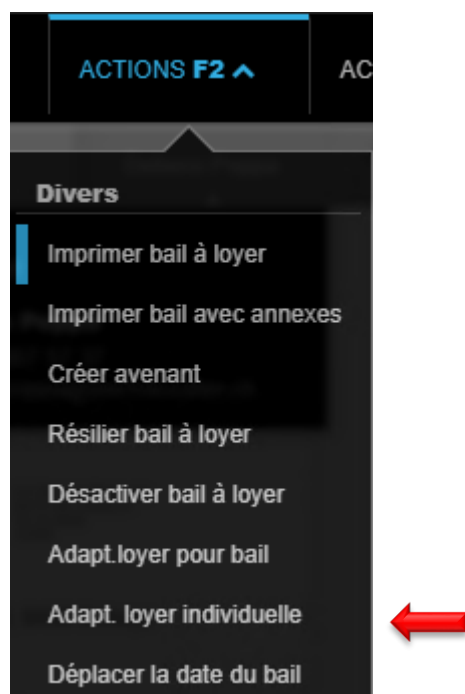 ACTIONS F2 AC
Divers
Imprimer bail à loyer
Imprimer bail avec annexes
Créer avenant
Résilier bail à loyer
Désactiver bail à loyer
Adapt.loyer pour bail
Adapt. loyer individuelle
Déplacer la date du bail